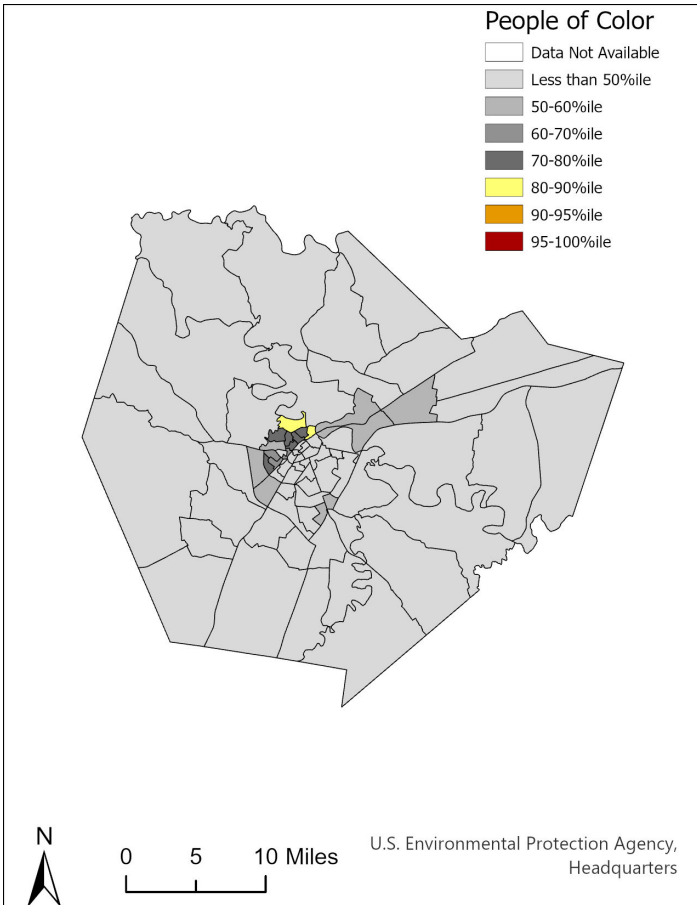 People of Color
Data Not Available
Less than 50%ile
50-60%ile
60-70%ile
70-80%ile
80-90%ile
90-95%ile
95-100%ile
N
0 5 10 Miles
U.S. Environmental Protection Agency,
Headquarters